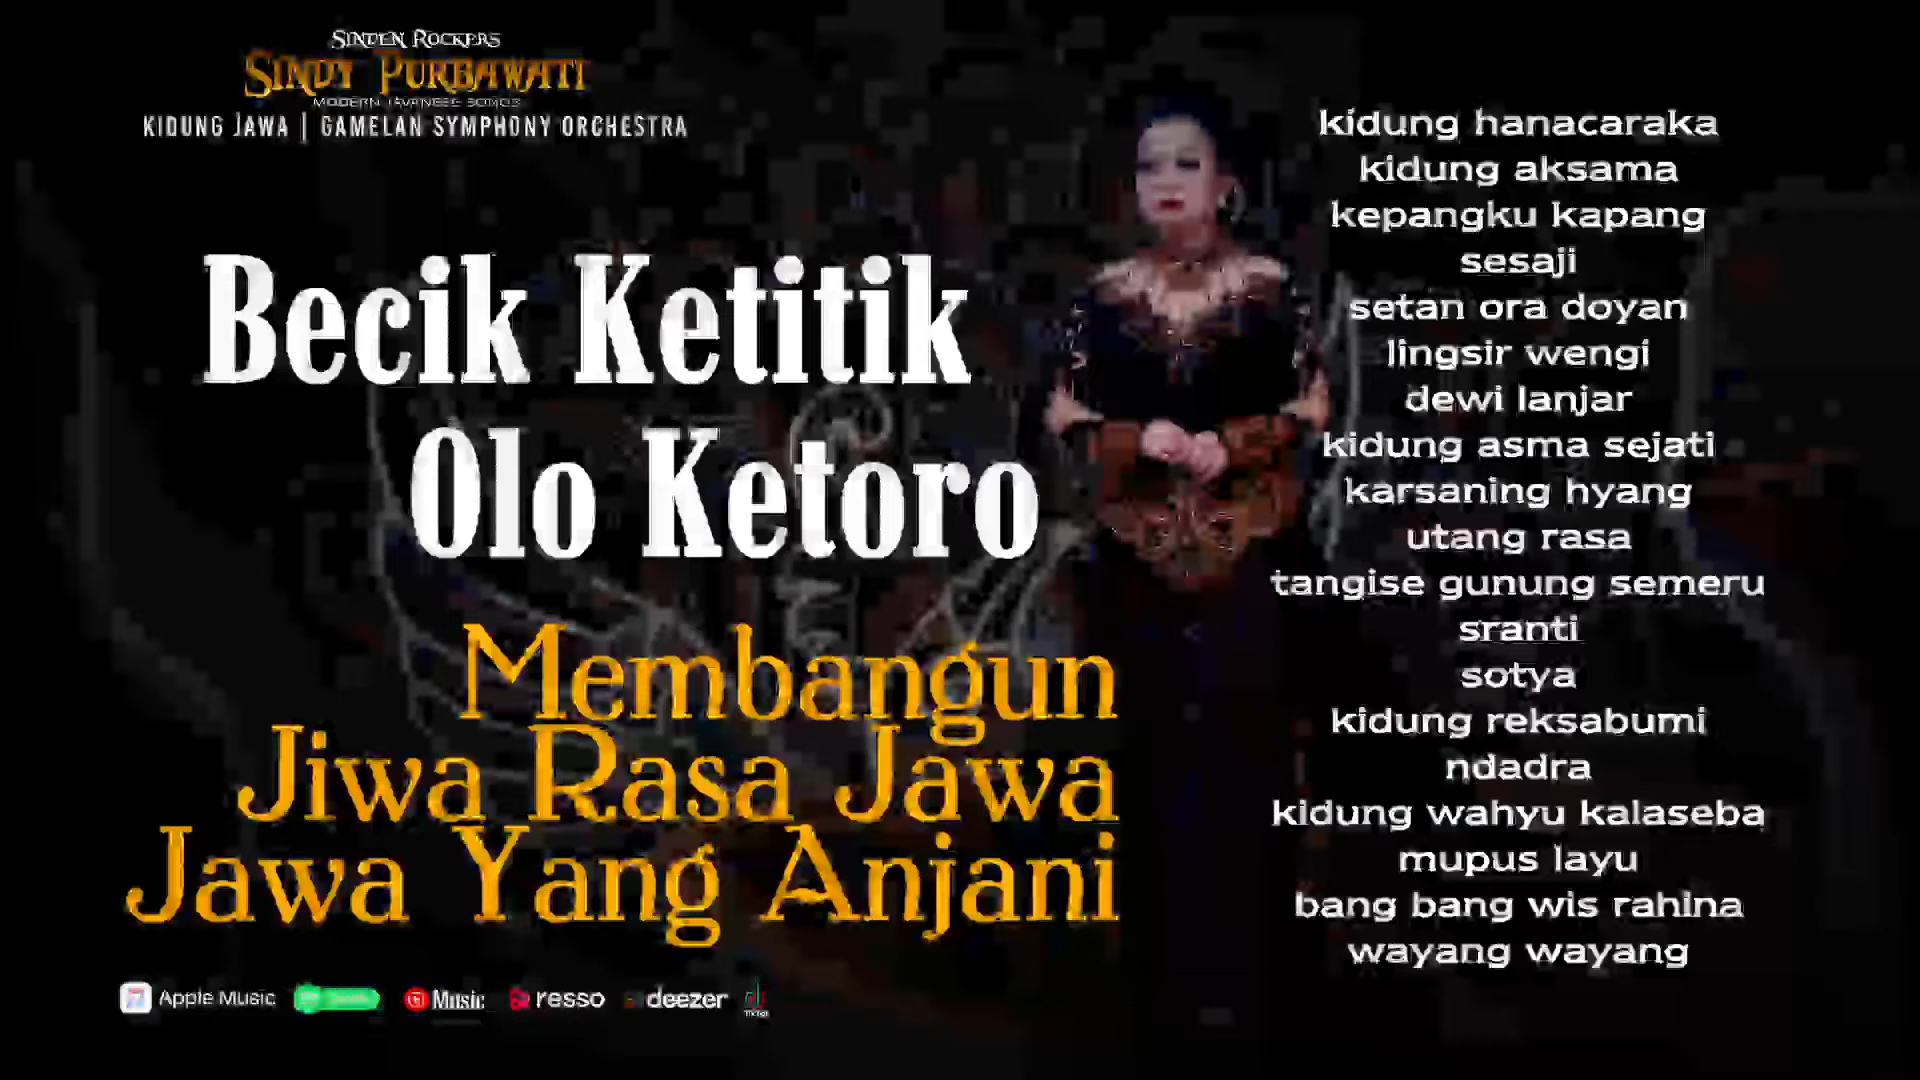 SINDEN ROCKERS
SINDY PURBAWATI
MODERN JAVANESE SONGS
KIDUNG JAWA | GAMELAN SYMPHONY ORCHESTRA
Becik Ketitik
Olo Ketoro
Membangun
Jiwa Rasa Jawa
Jawa Yang Anjani
kidung hanacaraka
kidung aksama
kepangku kapang
sesaji
setan ora doyan
lingsir wengi
dewi lanjar
kidung asma sejati
karsaning hyang
utang rasa
tangise gunung semeru
sranti
sotya
kidung reksabumi
ndadra
kidung wahyu kalaseba
mupus layu
bang bang wis rahina
wayang wayang
Apple Music
Music
resso
deezer